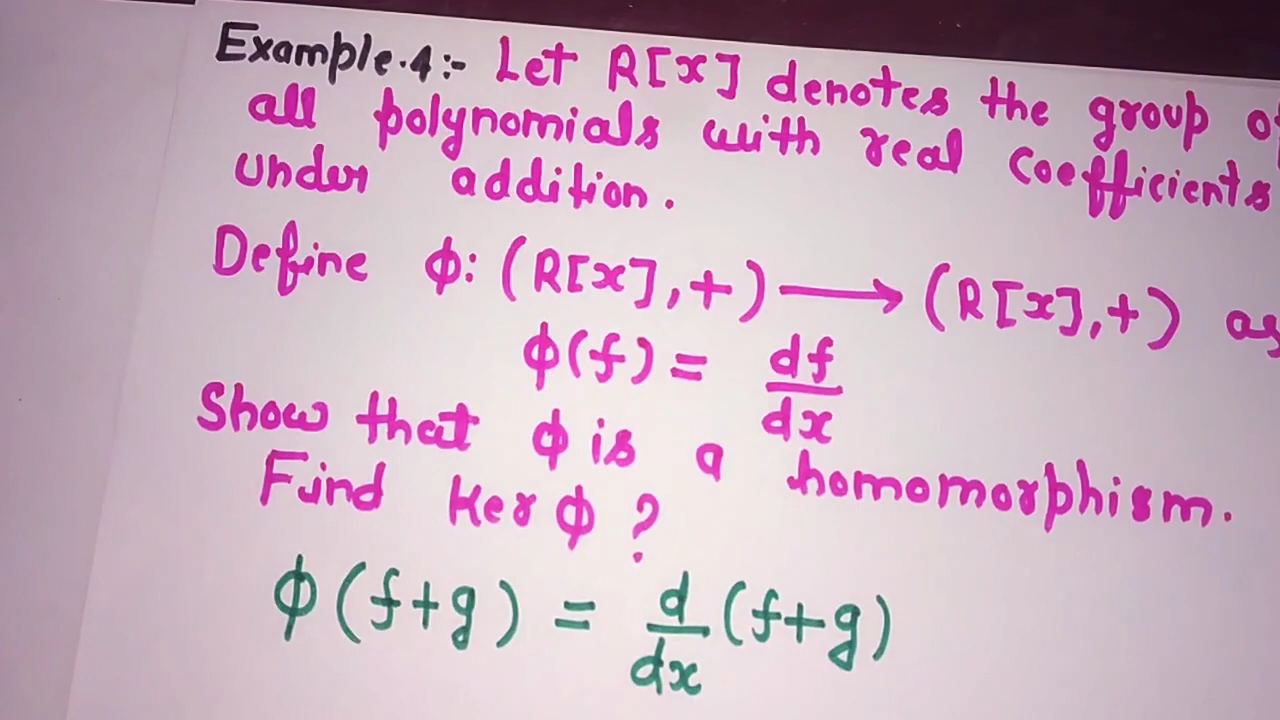 Example.4:- Let R[x] denotes the group of
all polynomials with real coefficients
under addition.
Define ϕ: (R[x],+) ⟶ (R[x],+) as
ϕ(f) = df/dx
Show that ϕ is a homomorphism.
Find Ker ϕ ?
ϕ(f+g) = d/dx (f+g)